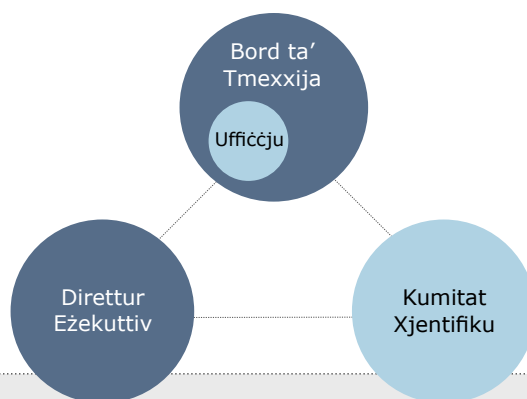 Bord ta’
Tmexxija
Uffiċċju
Direttur
Eżekuttiv
Kumitat
Xjentifiku